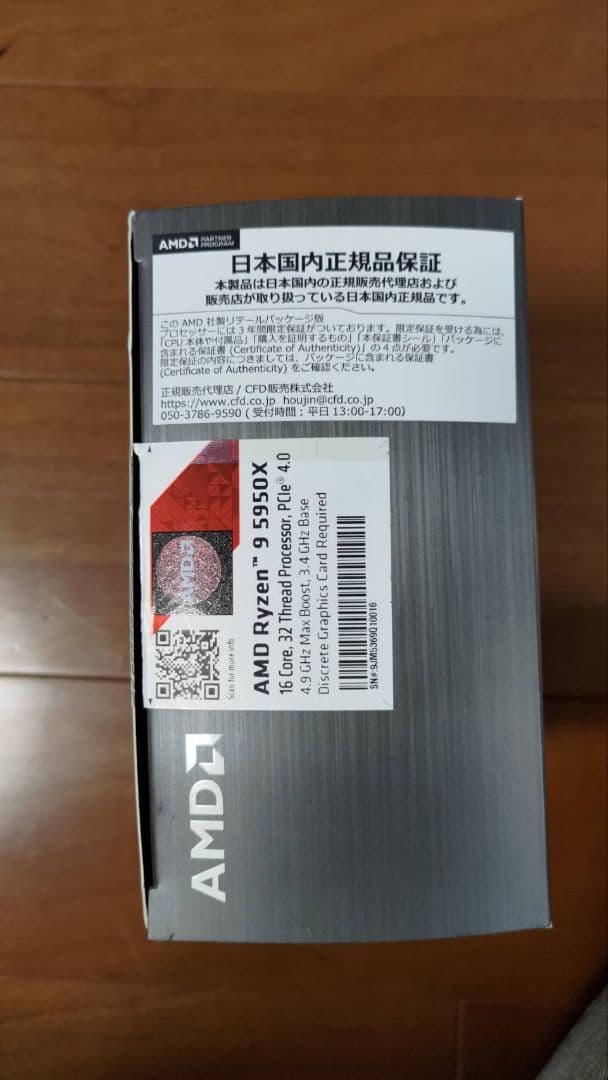 AMD PARTNER PROGRAM
日本国内正規品保証
本製品は日本国内の正規販売代理店および
販売店が取り扱っている日本国内正規品です。
この AMD 社製リテールパッケージ版
プロセッサーには3年間限定保証がついております。限定保証を受ける為には、
「CPU 本体や付属品」「購入を証明するもの」「本保証書シール」「パッケージに
含まれる保証書 (Certificate of Authenticity)」の4点が必要です。
限定保証の内容につきましては、パッケージに含まれる保証書
(Certificate of Authenticity) をご確認ください。
正規販売代理店 / CFD販売株式会社
https://www.cfd.co.jp houjin@cfd.co.jp
050-3786-9590 ( 受付時間：平日 13:00-17:00)
AMD
Scan for more info
AMD Ryzen™ 9 5950X
16 Core, 32 Thread Processor, PCIe® 4.0
4.9 GHz Max Boost, 3.4 GHz Base
Discrete Graphics Card Required
SN#:9JM5369Q10016
AMD